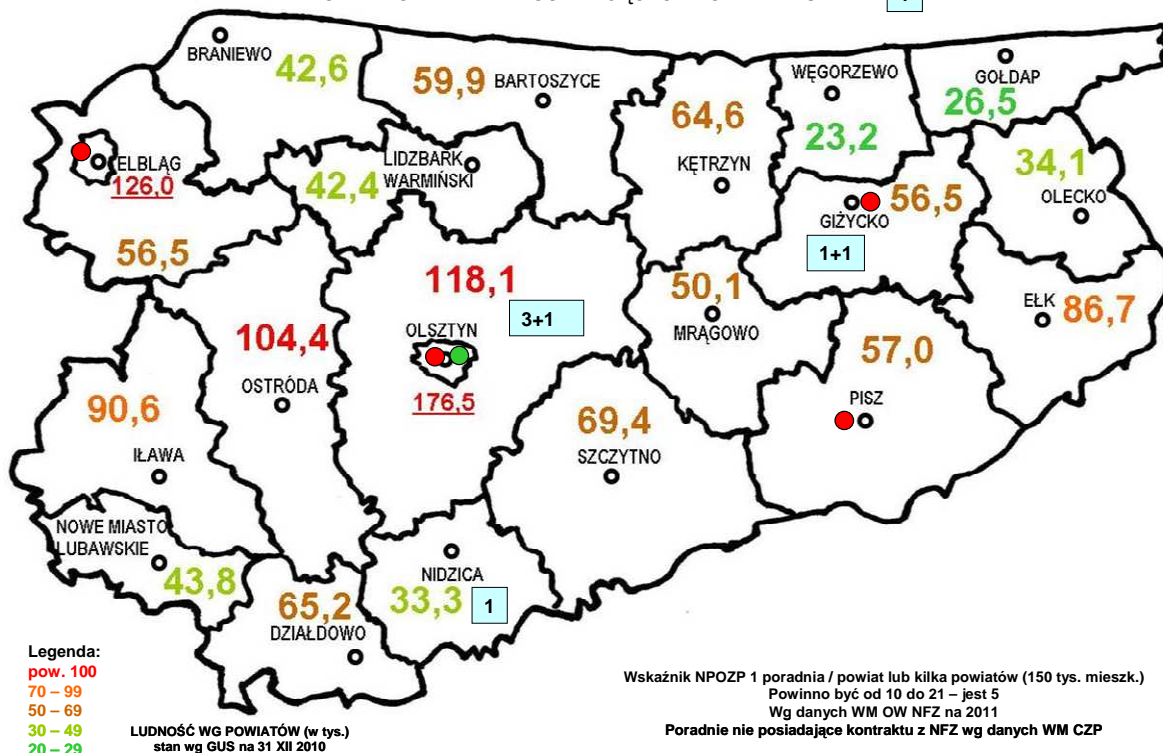 BRANIEWO
42,6
59,9
BARTOSZYCE
WĘGORZEWO
GOŁDAP
26,5
64,6
23,2
ELBLĄG
126,0
LIDZBARK
WARMIŃSKI
42,4
KĘTRZYN
34,1
OLECKO
56,5
GIŻYCKO
1+1
56,5
118,1
3+1
50,1
MRĄGOWO
EŁK
86,7
104,4
OSTRÓDA
OLSZTYN
176,5
57,0
PISZ
90,6
IŁAWA
69,4
SZCZYTNO
NOWE MIASTO
LUBAWSKIE
43,8
NIDZICA
33,3
1
65,2
DZIAŁDOWO
Legenda:
pow. 100
70 – 99
50 – 69
30 – 49
20 – 29
LUDNOŚĆ WG POWIATÓW (w tys.)
stan wg GUS na 31 XII 2010
Wskaźnik NPOZP 1 poradnia / powiat lub kilka powiatów (150 tys. mieszk.)
Powinno być od 10 do 21 – jest 5
Wg danych WM OW NFZ na 2011
Poradnie nie posiadające kontraktu z NFZ wg danych WM CZP